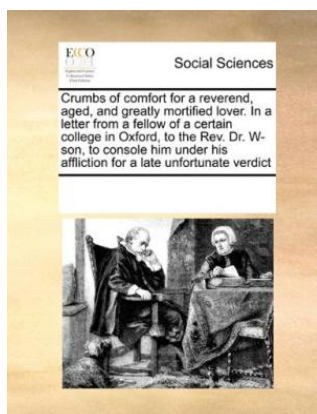 ECCO
Social Sciences
Crumbs of comfort for a reverend,
aged, and greatly mortified lover. In a
letter from a fellow of a certain
college in Oxford, to the Rev. Dr. W-
son, to console him under his
affliction for a late unfortunate verdict